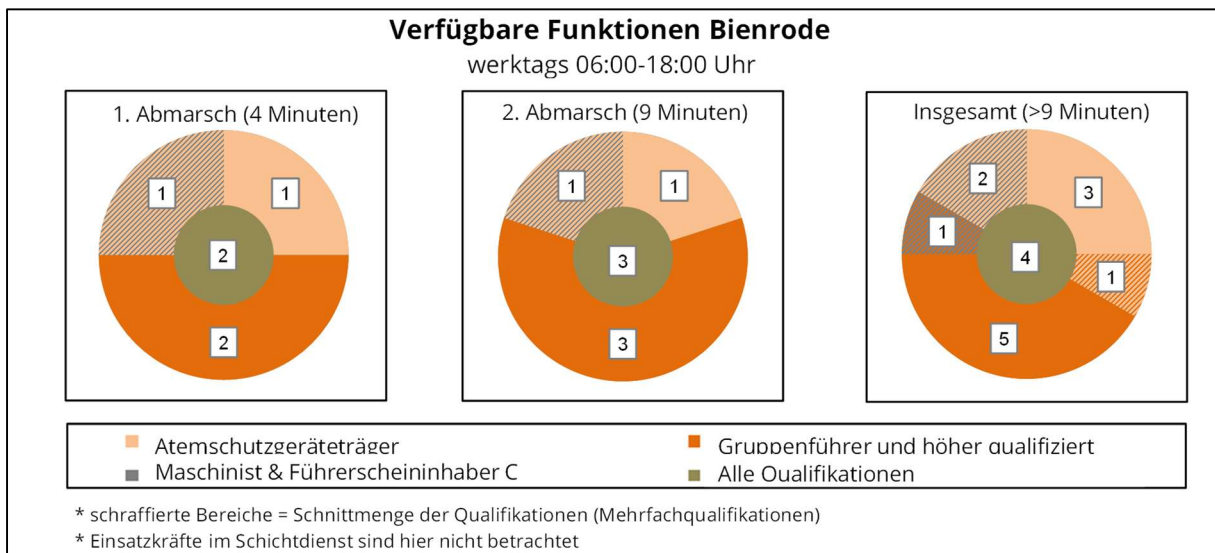 Verfügbare Funktionen Bienrode
werktags 06:00-18:00 Uhr
1. Abmarsch (4 Minuten)
1
1
2
2
2. Abmarsch (9 Minuten)
1
1
3
3
Insgesamt (>9 Minuten)
2
3
1
4
1
5
Atemschutzgeräteträger
Gruppenführer und höher qualifiziert
Maschinist & Führerscheininhaber C
Alle Qualifikationen
* schraffierte Bereiche = Schnittmenge der Qualifikationen (Mehrfachqualifikationen)
* Einsatzkräfte im Schichtdienst sind hier nicht betrachtet